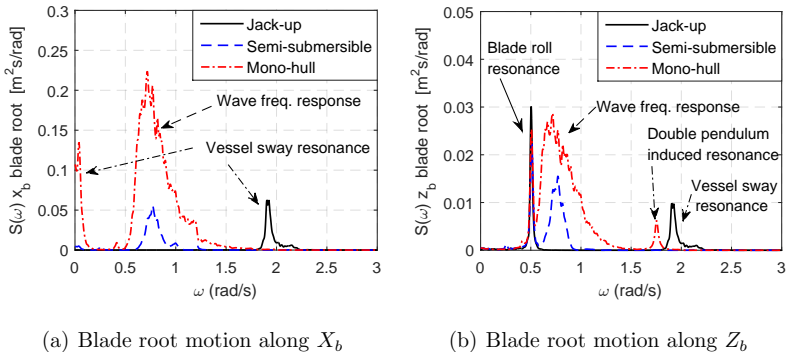 0.3
0.25
0.2
0.15
0.1
0.05
0
S(ω) x_b blade root [m²s/rad]
Jack-up
Semi-submersible
Mono-hull
Wave freq. response
Vessel sway resonance
0 0.5 1 1.5 2 2.5 3
ω (rad/s)
(a) Blade root motion along X_b
0.05
0.04
0.03
0.02
0.01
0
S(ω) z_b blade root [m²s/rad]
Jack-up
Semi-submersible
Mono-hull
Blade roll
resonance
Wave freq. response
Double pendulum
induced resonance
Vessel sway
resonance
0 0.5 1 1.5 2 2.5 3
ω (rad/s)
(b) Blade root motion along Z_b